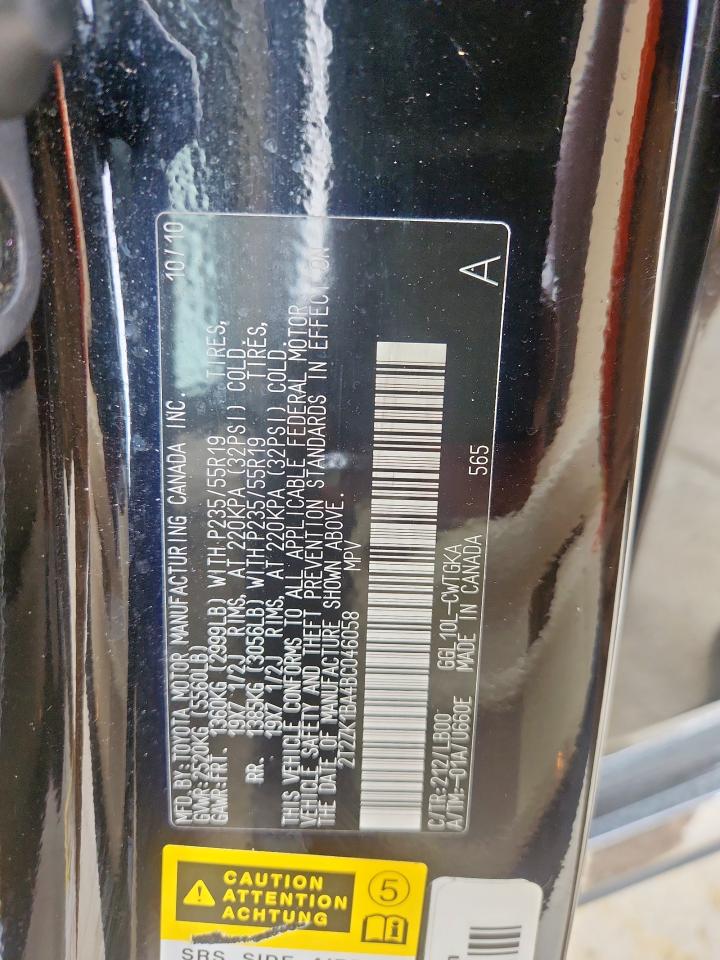 MFD.BY:TOYOTA MOTOR MANUFACTURING CANADA INC. 10/10
GVWR:2520KG (5560LB)
GAWR:FRT. 1360KG (2999LB) WITH P235/55R19 TIRES,
19X7 1/2J RIMS, AT 220KPA (32PSI) COLD.
RR. 1385KG (3056LB) WITH P235/55R19 TIRES,
19X7 1/2J RIMS, AT 220KPA (32PSI) COLD.
THIS VEHICLE CONFORMS TO ALL APPLICABLE FEDERAL MOTOR
VEHICLE SAFETY AND THEFT PREVENTION STANDARDS IN EFFECT ON
THE DATE OF MANUFACTURE SHOWN ABOVE.
2T2ZK1BA4BC046058 MPV
C/TR:212/LB00 GGL10L-CWTGKA
A/TM:-01A/U660E MADE IN CANADA 565
A
CAUTION
ATTENTION
ACHTUNG
5
SRS SIDE